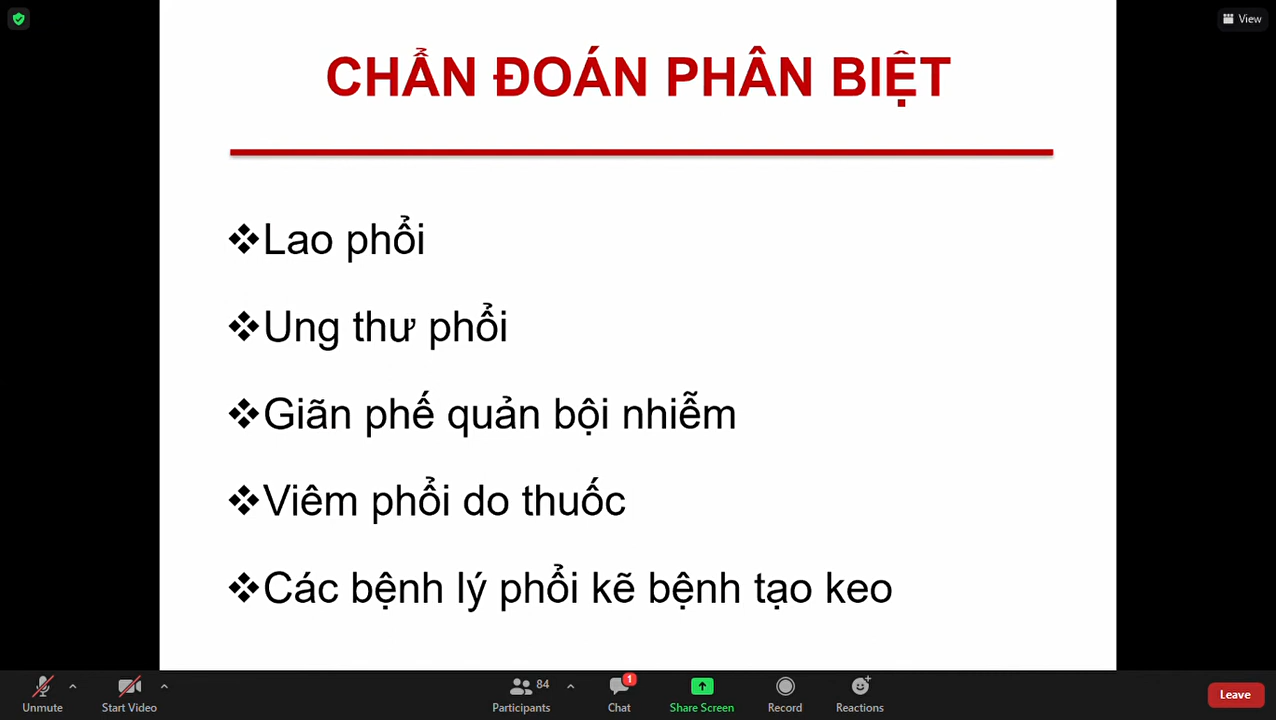 View
CHẨN ĐOÁN PHÂN BIỆT
❖Lao phổi
❖Ung thư phổi
❖Giãn phế quản bội nhiễm
❖Viêm phổi do thuốc
❖Các bệnh lý phổi kẽ bệnh tạo keo
84
1
Unmute
Start Video
Participants
Chat
Share Screen
Record
Reactions
Leave